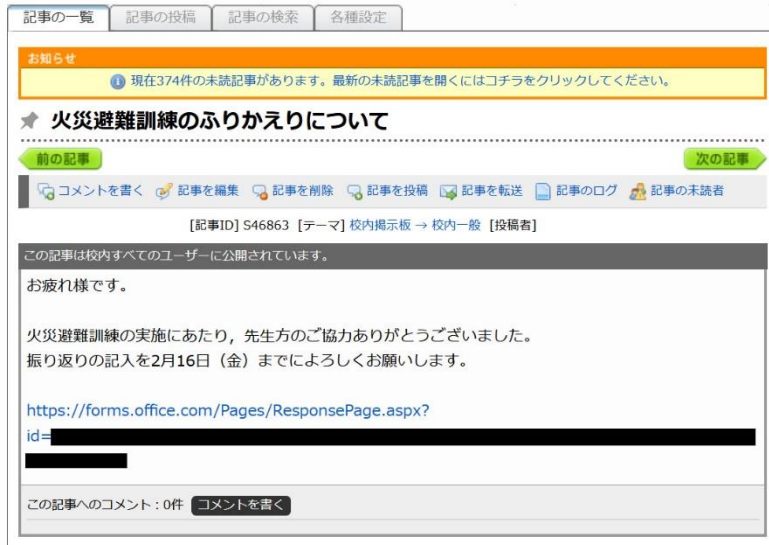 記事の一覧 記事の投稿 記事の検索 各種設定
お知らせ
現在374件の未読記事があります。最新の未読記事を開くにはコチラをクリックしてください。
火災避難訓練のふりかえりについて
前の記事 次の記事
コメントを書く 記事を編集 記事を削除 記事を投稿 記事を転送 記事のログ 記事の未読者
[記事ID] S46863 [テーマ] 校内掲示板 → 校内一般 [投稿者]
この記事は校内すべてのユーザーに公開されています。
お疲れ様です。
火災避難訓練の実施にあたり，先生方のご協力ありがとうございました。
振り返りの記入を2月16日（金）までによろしくお願いします。
https://forms.office.com/Pages/ResponsePage.aspx?
id=
この記事へのコメント：0件 コメントを書く